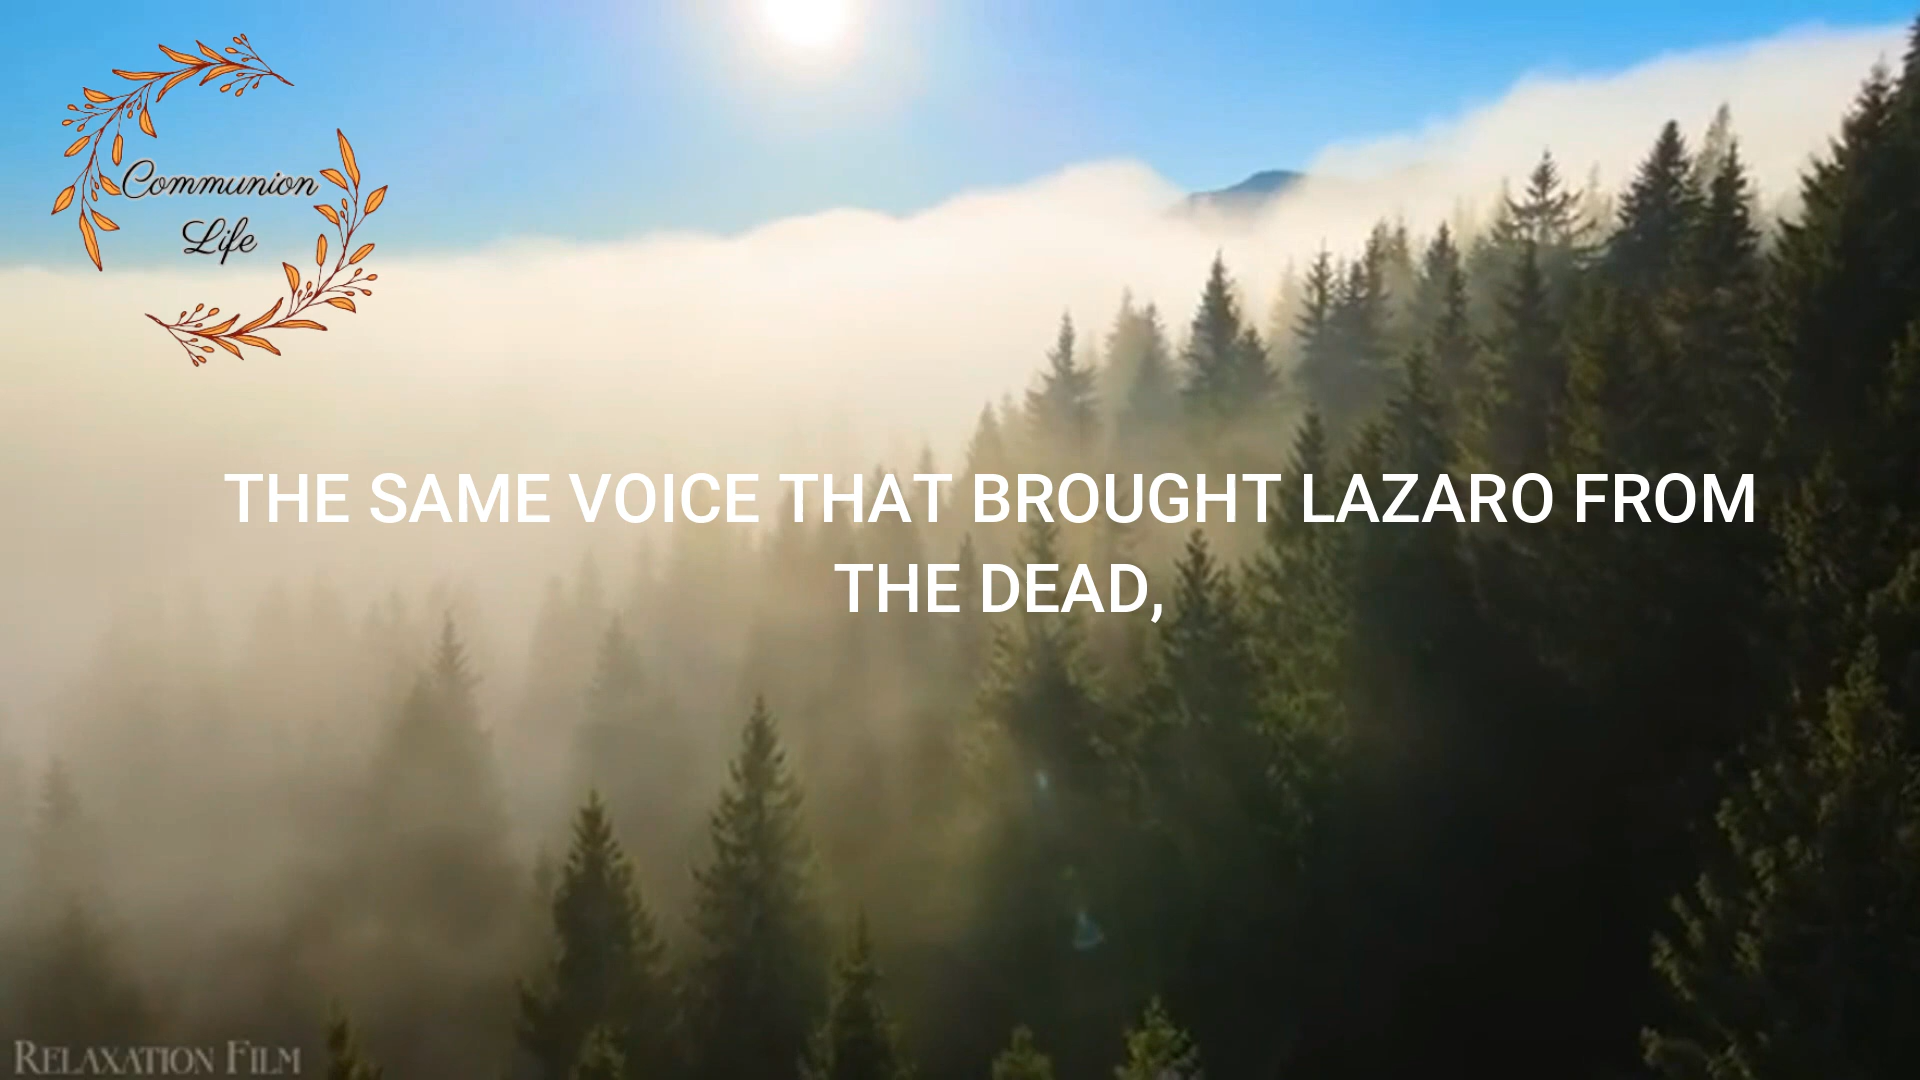 Communion
Life
THE SAME VOICE THAT BROUGHT LAZARO FROM
THE DEAD,
RELAXATION FILM